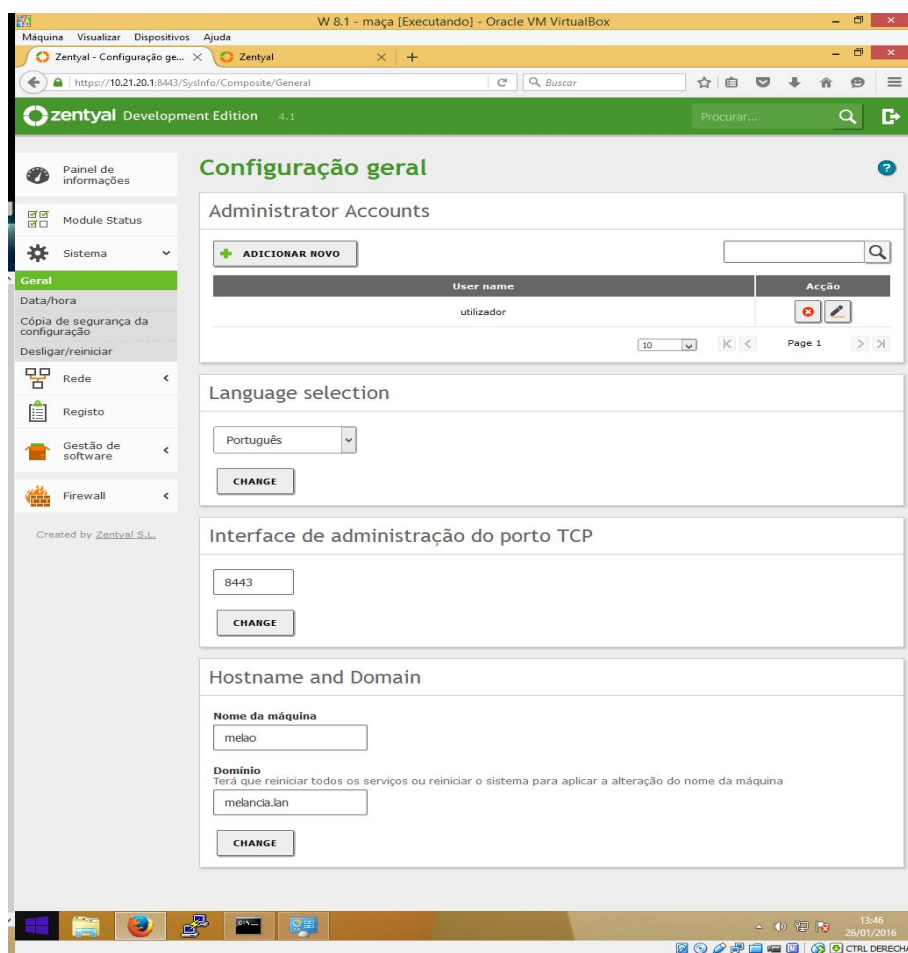 W 8.1 - maça [Executando] - Oracle VM VirtualBox
Máquina Visualizar Dispositivos Ajuda
Zentyal - Configuração ge... Zentyal
https://10.21.20.1:8443/SysInfo/Composite/General Buscar
zentyal Development Edition 4.1 Procurar...
Painel de informações
Module Status
Sistema
Geral
Data/hora
Cópia de segurança da configuração
Desligar/reiniciar
Rede
Registo
Gestão de software
Firewall
Created by Zentyal S.L.
Configuração geral
Administrator Accounts
ADICIONAR NOVO
User name Acção
utilizador
10 Page 1
Language selection
Português
CHANGE
Interface de administração do porto TCP
8443
CHANGE
Hostname and Domain
Nome da máquina
melao
Domínio
Terá que reiniciar todos os serviços ou reiniciar o sistema para aplicar a alteração do nome da máquina
melancia.lan
CHANGE
13:46
26/01/2016
CTRL DERECHA